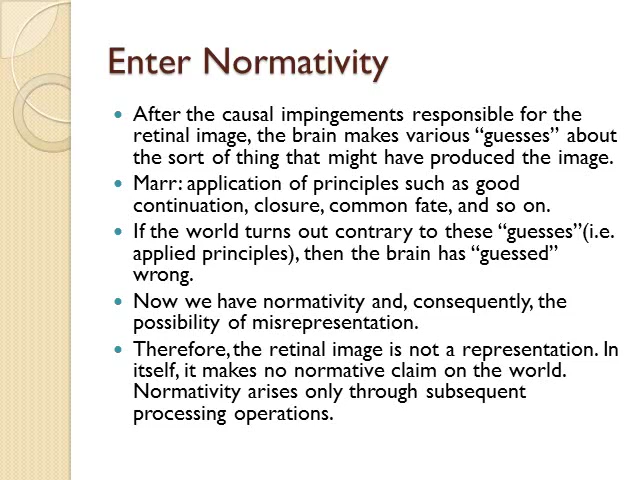 Enter Normativity
After the causal impingements responsible for the
retinal image, the brain makes various “guesses” about
the sort of thing that might have produced the image.
Marr: application of principles such as good
continuation, closure, common fate, and so on.
If the world turns out contrary to these “guesses”(i.e.
applied principles), then the brain has “guessed”
wrong.
Now we have normativity and, consequently, the
possibility of misrepresentation.
Therefore, the retinal image is not a representation. In
itself, it makes no normative claim on the world.
Normativity arises only through subsequent
processing operations.